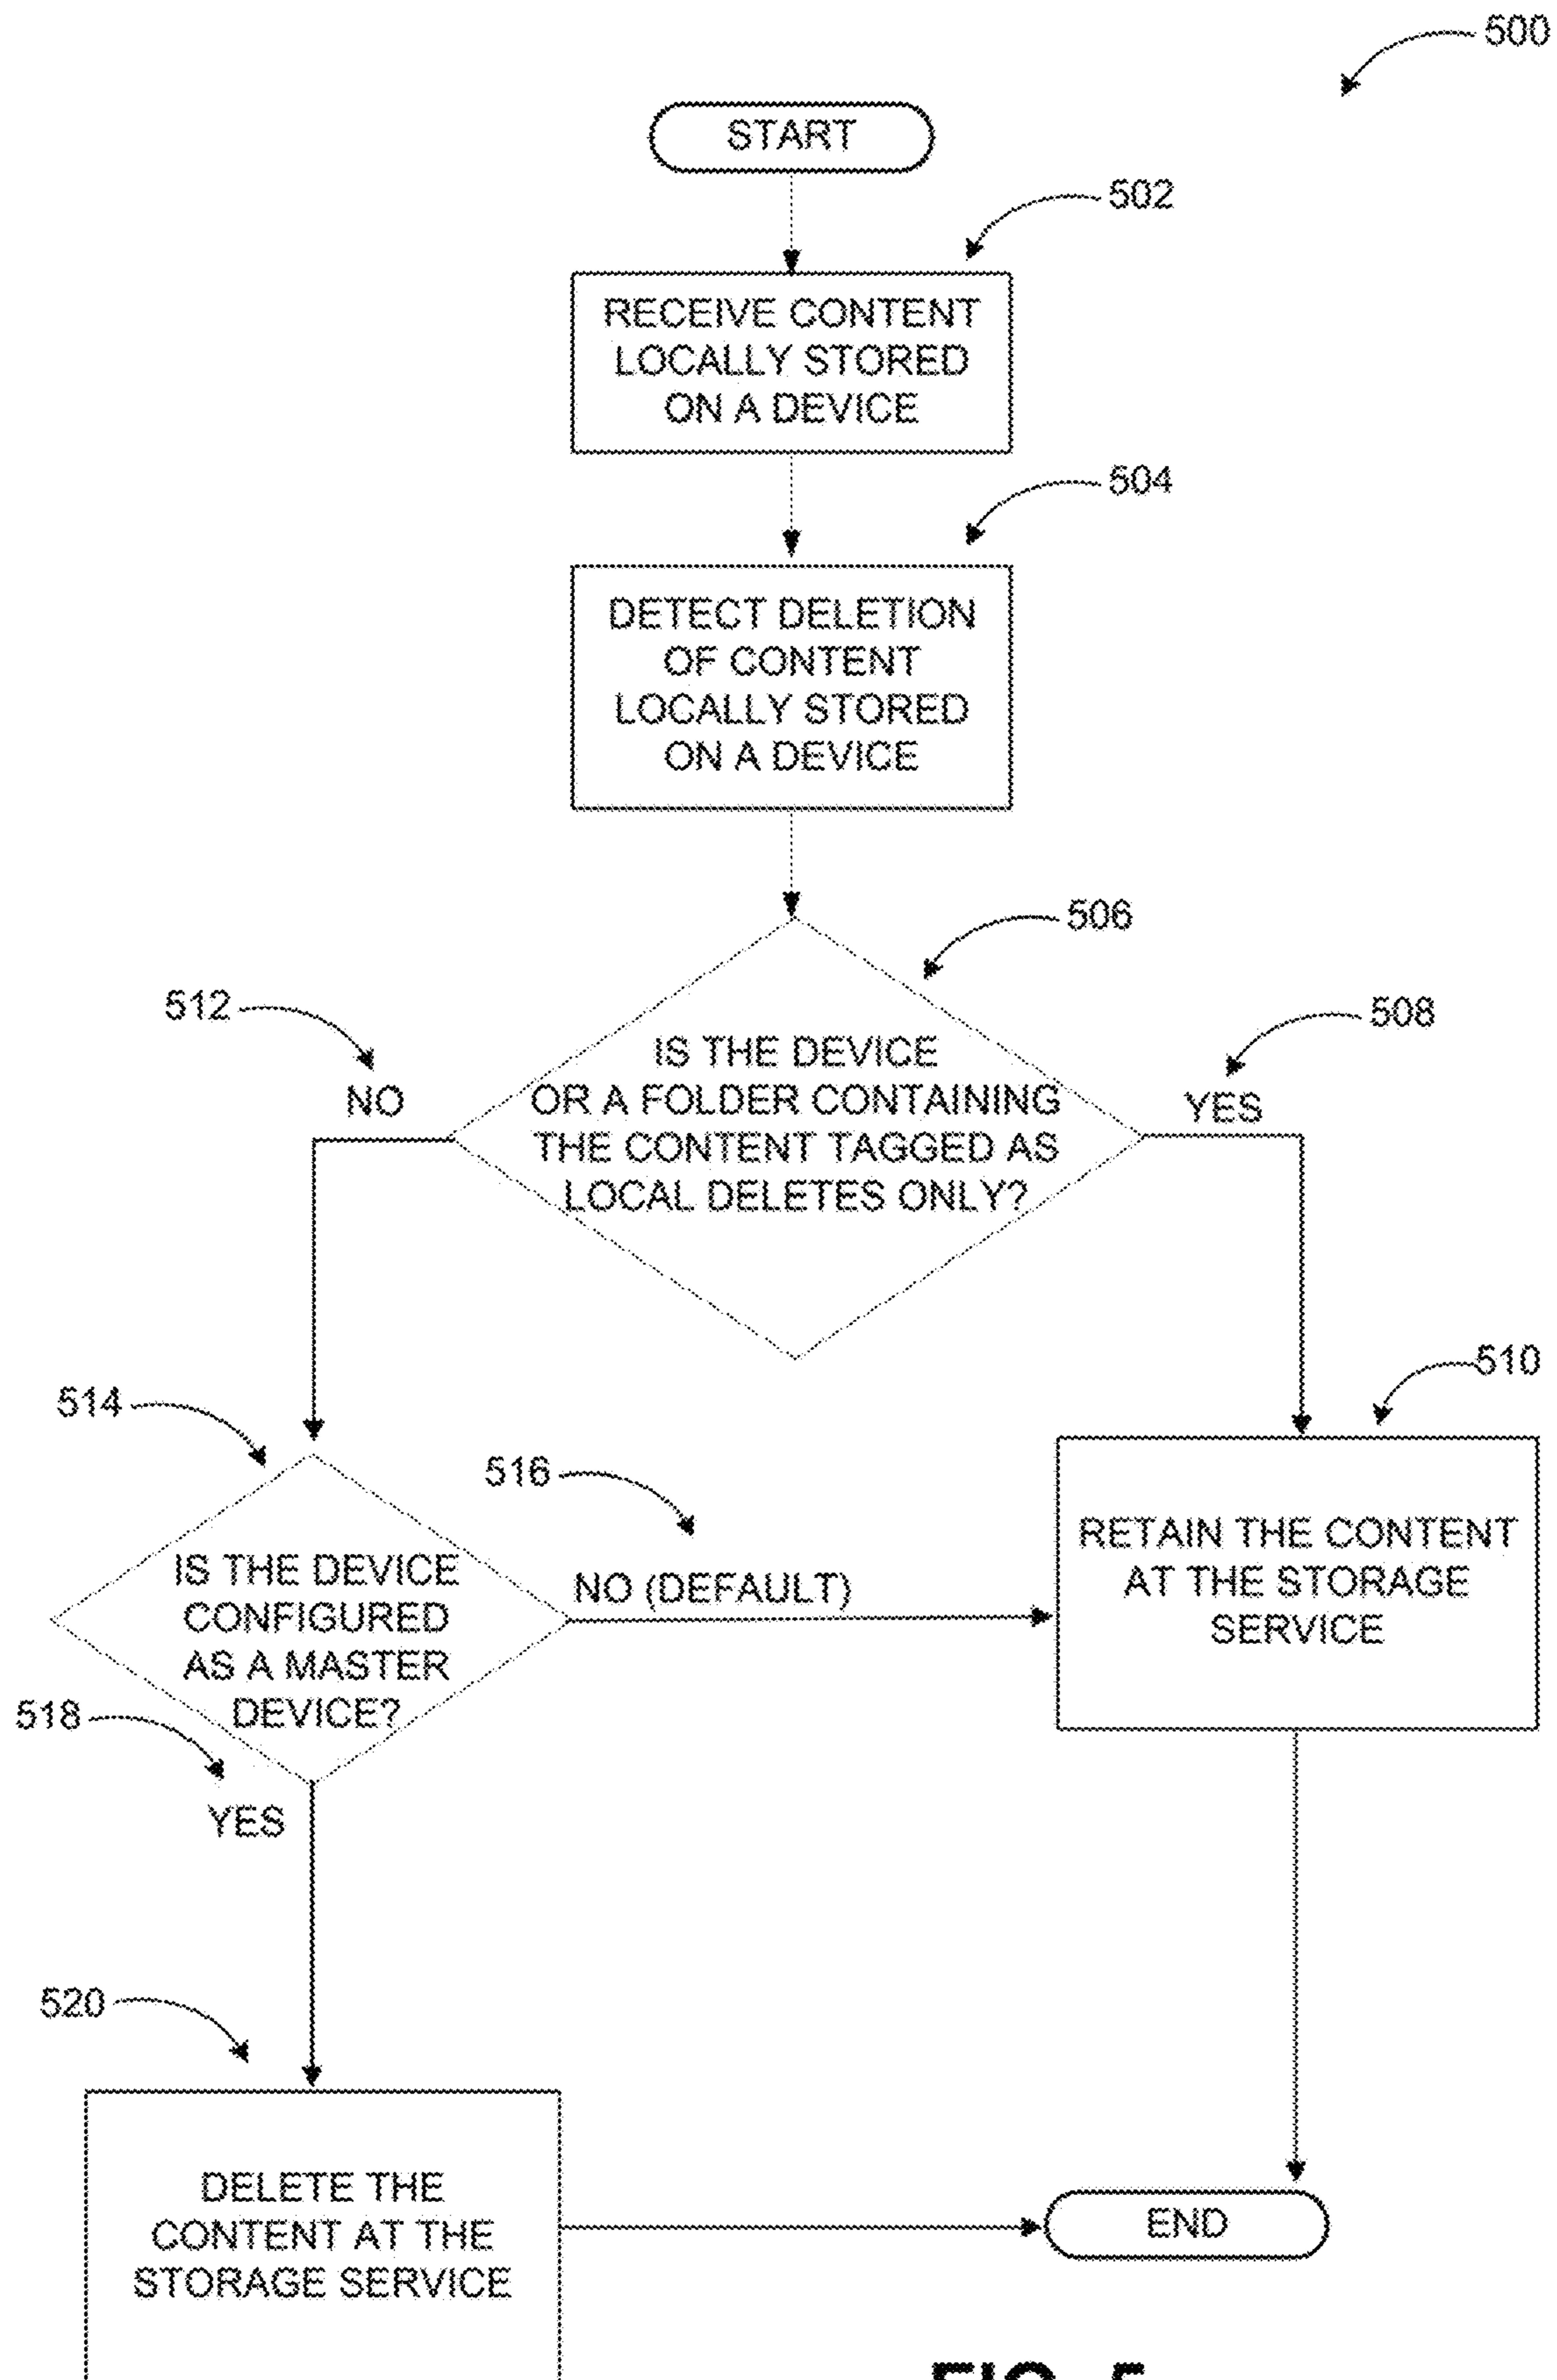 500
START
502
RECEIVE CONTENT
LOCALLY STORED
ON A DEVICE
504
DETECT DELETION
OF CONTENT
LOCALLY STORED
ON A DEVICE
506
512
508
IS THE DEVICE
OR A FOLDER CONTAINING
THE CONTENT TAGGED AS
LOCAL DELETES ONLY?
NO
YES
514
510
516
IS THE DEVICE
CONFIGURED
AS A MASTER
DEVICE?
NO (DEFAULT)
RETAIN THE CONTENT
AT THE STORAGE
SERVICE
518
YES
520
DELETE THE
CONTENT AT THE
STORAGE SERVICE
END
FIG. 5